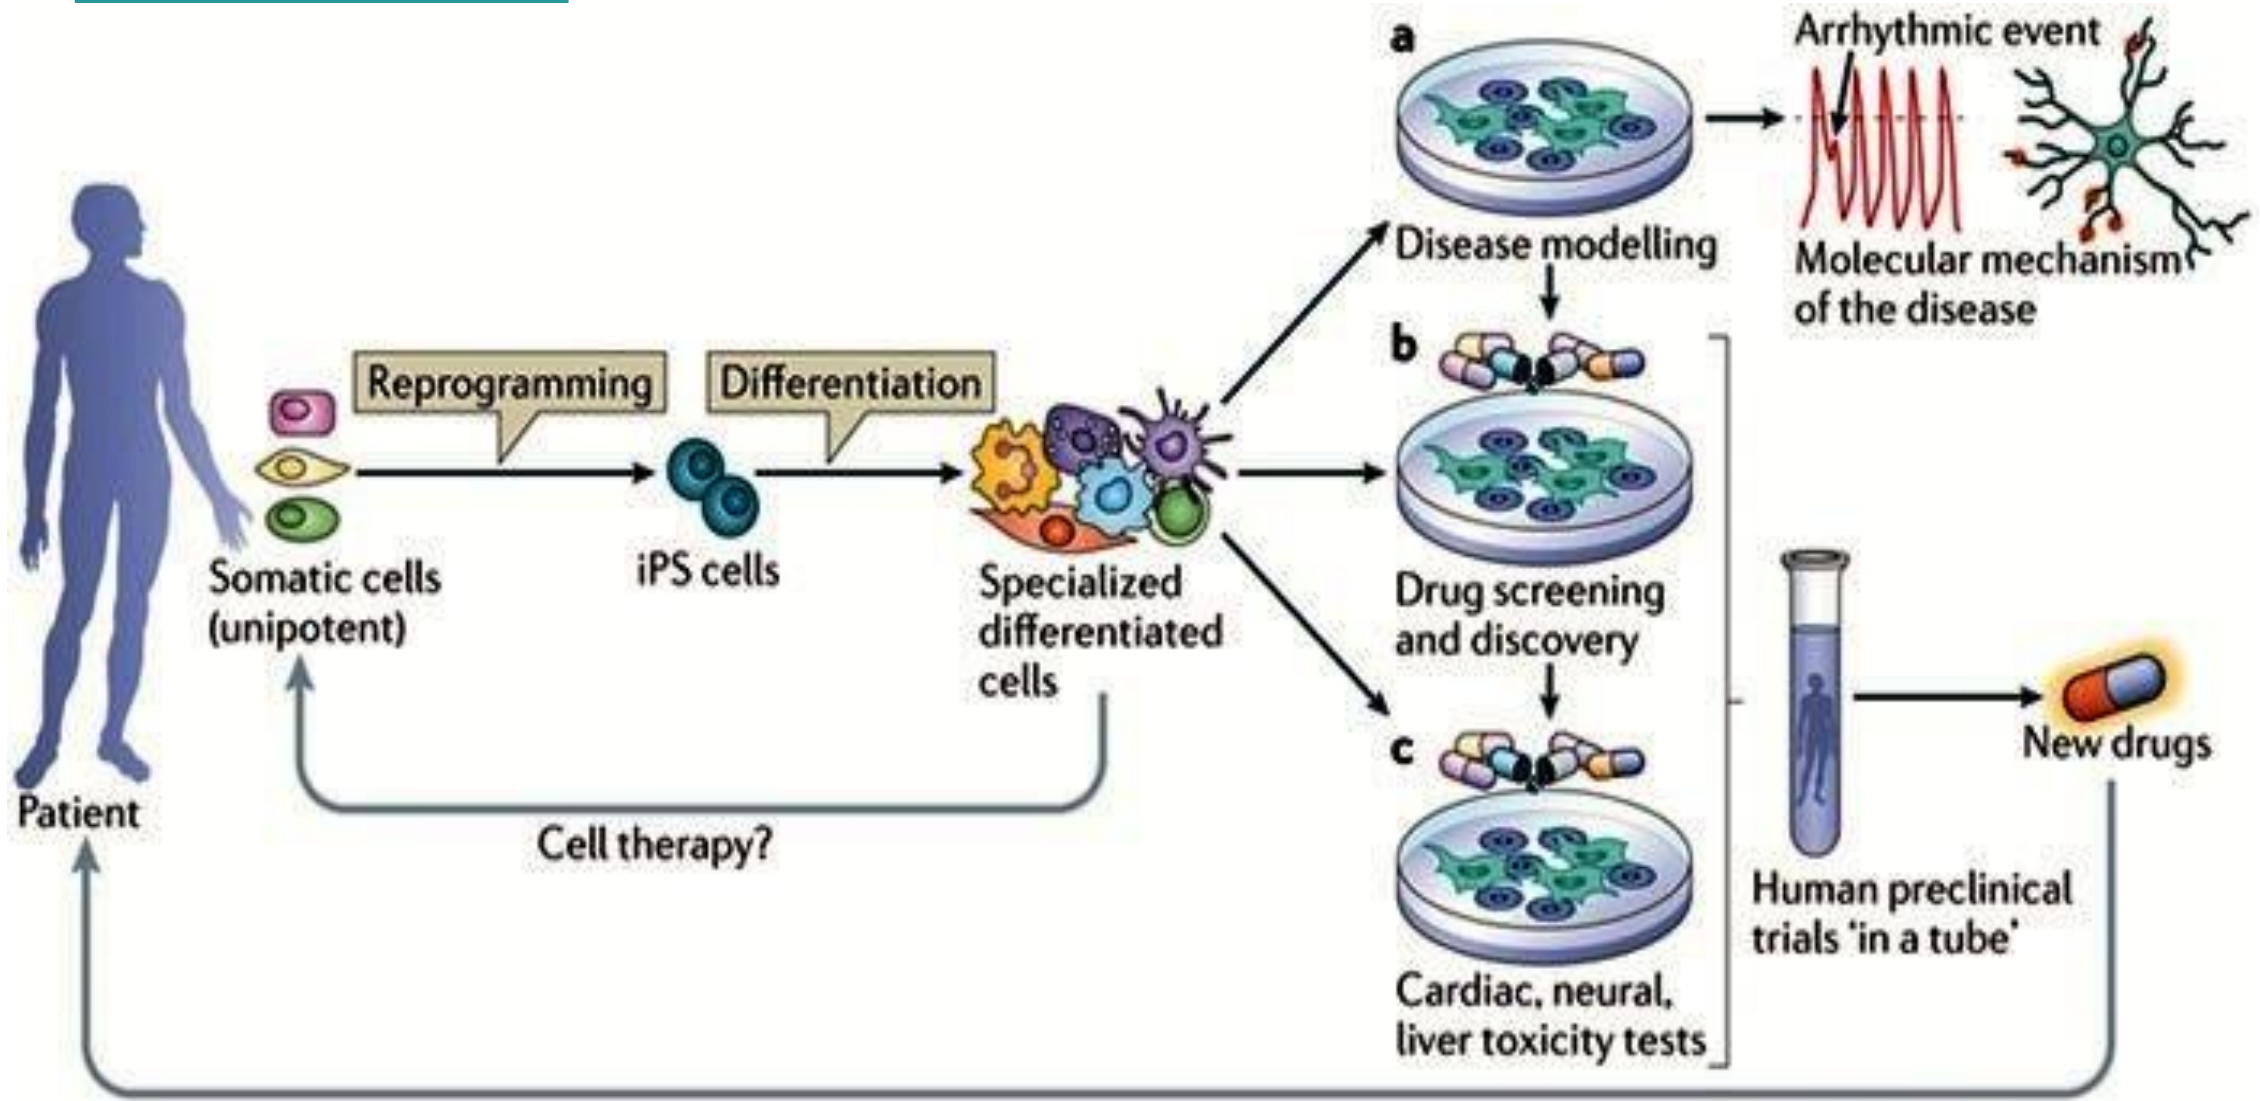 a
Arrhythmic event
Disease modelling
Molecular mechanism
of the disease
b
Reprogramming
Differentiation
Somatic cells
(unipotent)
iPS cells
Specialized
differentiated
cells
Drug screening
and discovery
c
New drugs
Patient
Cell therapy?
Human preclinical
trials 'in a tube'
Cardiac, neural,
liver toxicity tests